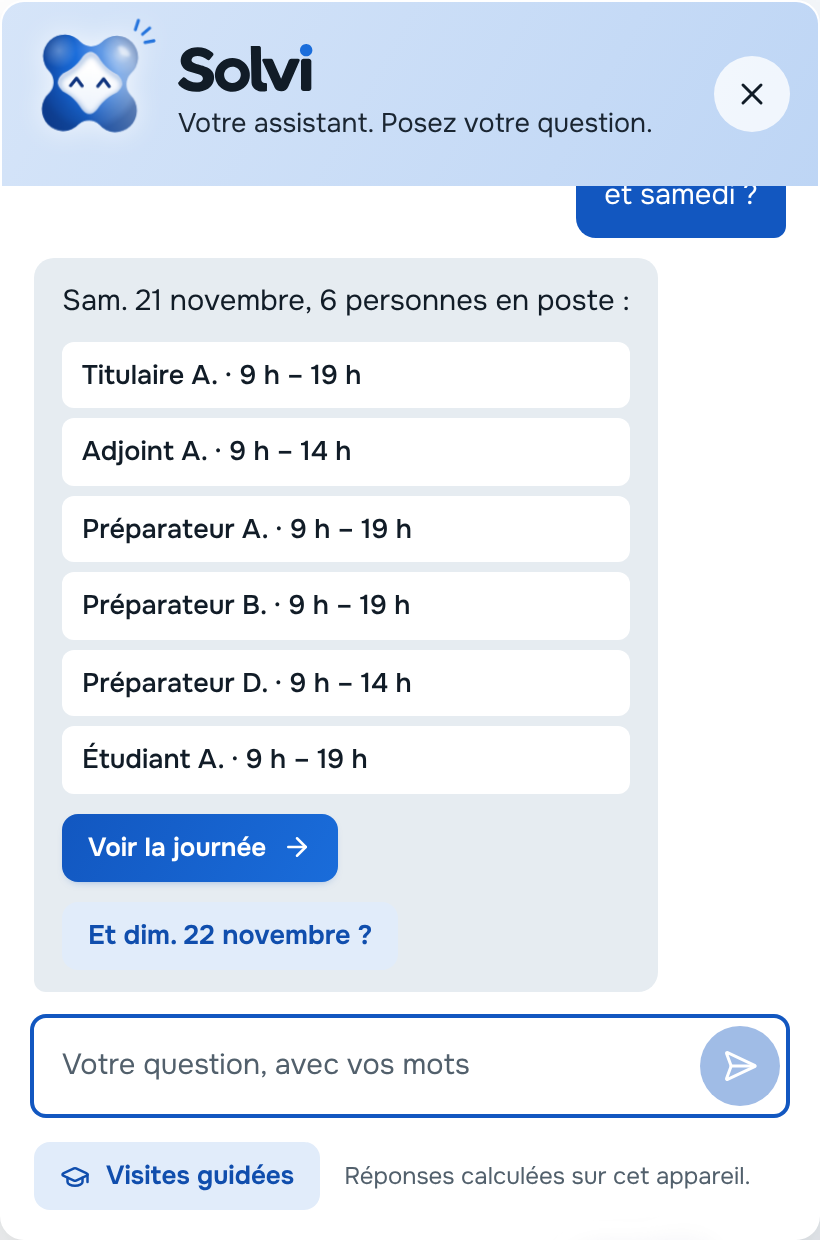 Solvi
Votre assistant. Posez votre question.
et samedi ?
Sam. 21 novembre, 6 personnes en poste :
Titulaire A. · 9 h – 19 h
Adjoint A. · 9 h – 14 h
Préparateur A. · 9 h – 19 h
Préparateur B. · 9 h – 19 h
Préparateur D. · 9 h – 14 h
Étudiant A. · 9 h – 19 h
Voir la journée →
Et dim. 22 novembre ?
Votre question, avec vos mots
Visites guidées
Réponses calculées sur cet appareil.